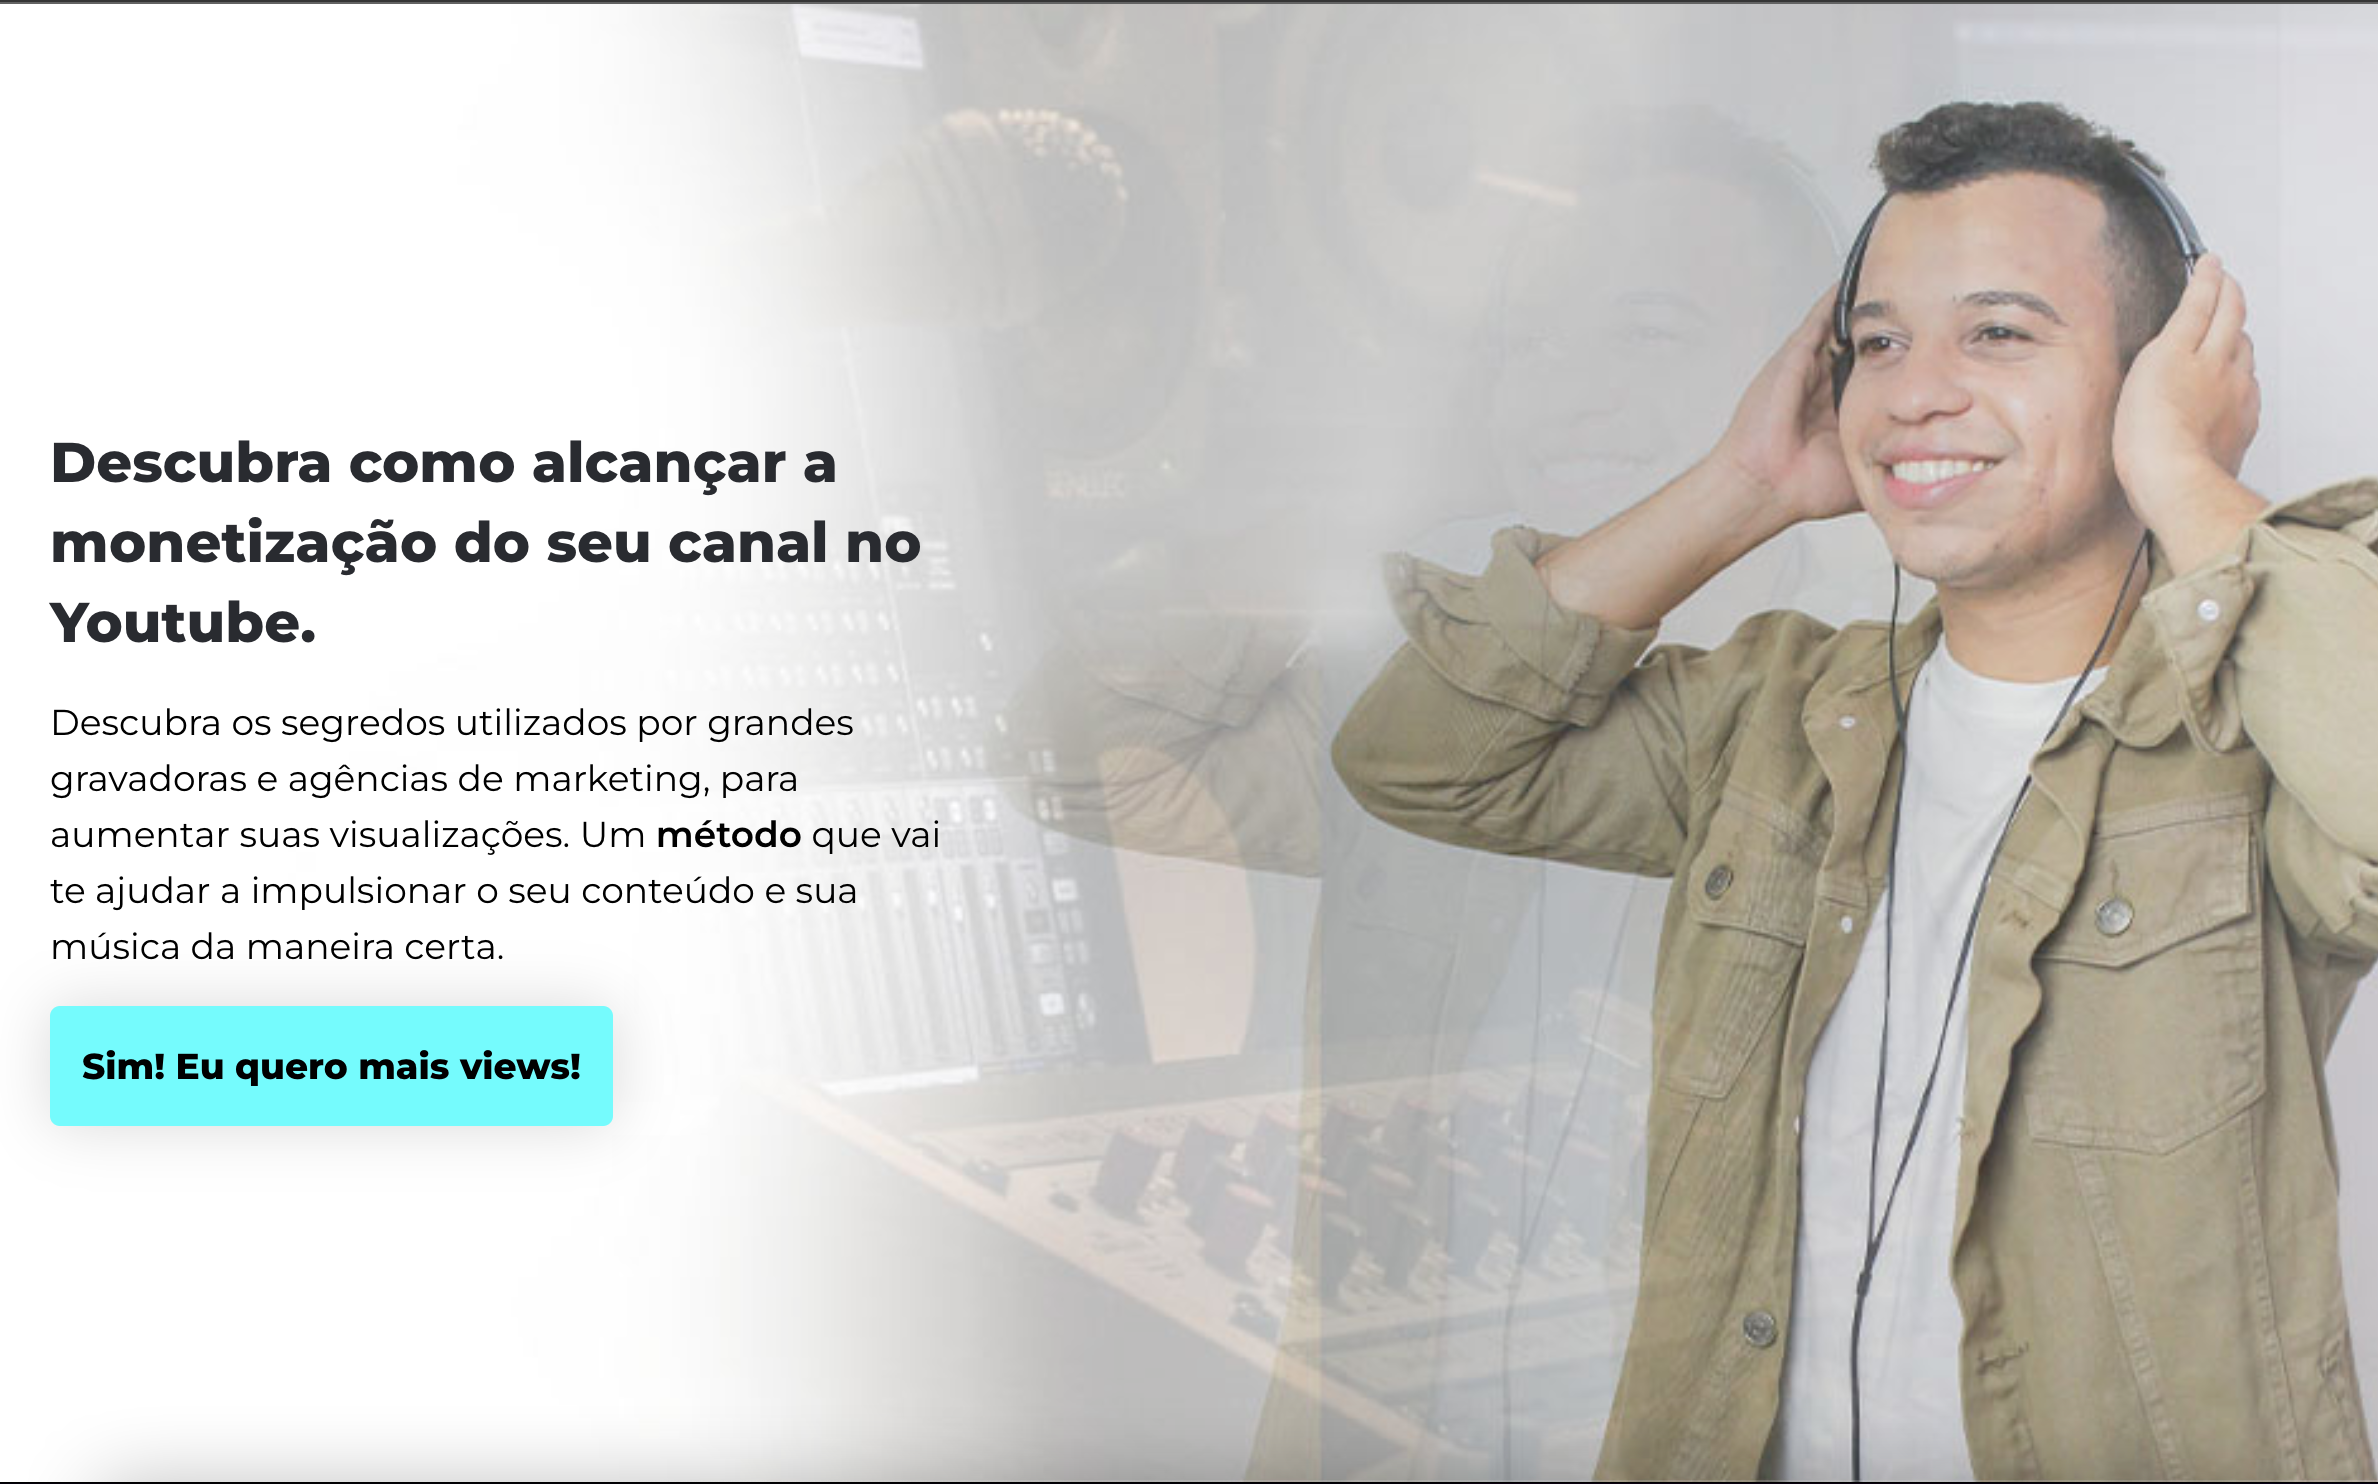 Descubra como alcançar a
monetização do seu canal no
Youtube.
Descubra os segredos utilizados por grandes
gravadoras e agências de marketing, para
aumentar suas visualizações. Um método que vai
te ajudar a impulsionar o seu conteúdo e sua
música da maneira certa.
Sim! Eu quero mais views!